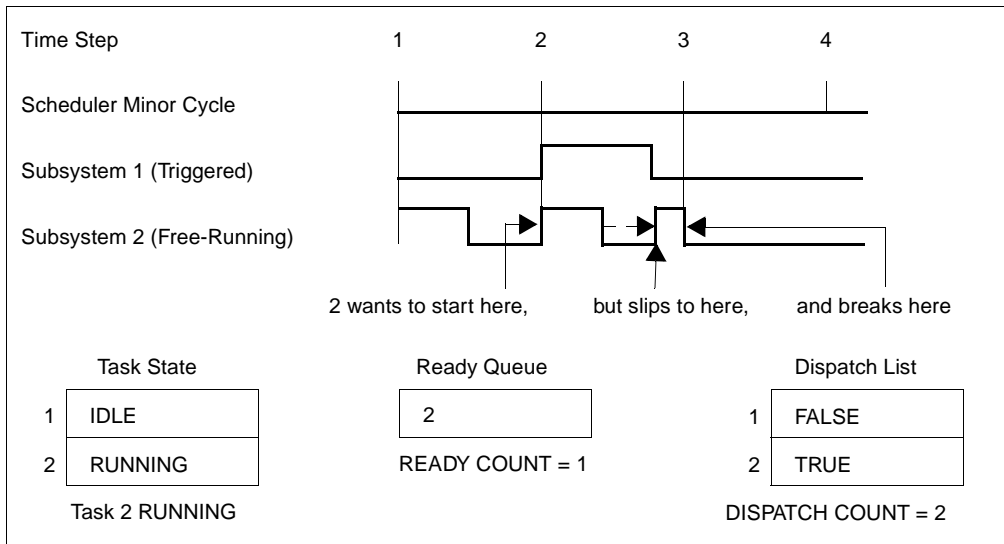 Time Step 1 2 3 4
Scheduler Minor Cycle
Subsystem 1 (Triggered)
Subsystem 2 (Free-Running)
2 wants to start here, but slips to here, and breaks here
Task State Ready Queue Dispatch List
1 IDLE 2 1 FALSE
2 RUNNING READY COUNT = 1 2 TRUE
Task 2 RUNNING DISPATCH COUNT = 2